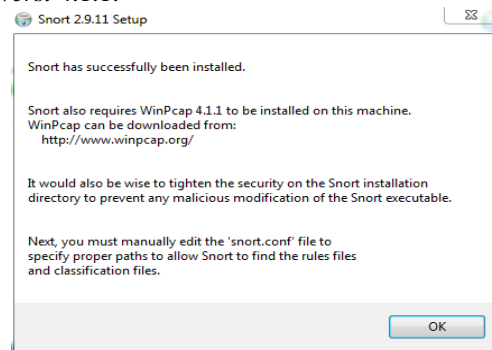 Snort 2.9.11 Setup
Snort has successfully been installed.
Snort also requires WinPcap 4.1.1 to be installed on this machine.
WinPcap can be downloaded from:
http://www.winpcap.org/
It would also be wise to tighten the security on the Snort installation
directory to prevent any malicious modification of the Snort executable.
Next, you must manually edit the 'snort.conf' file to
specify proper paths to allow Snort to find the rules files
and classification files.
OK